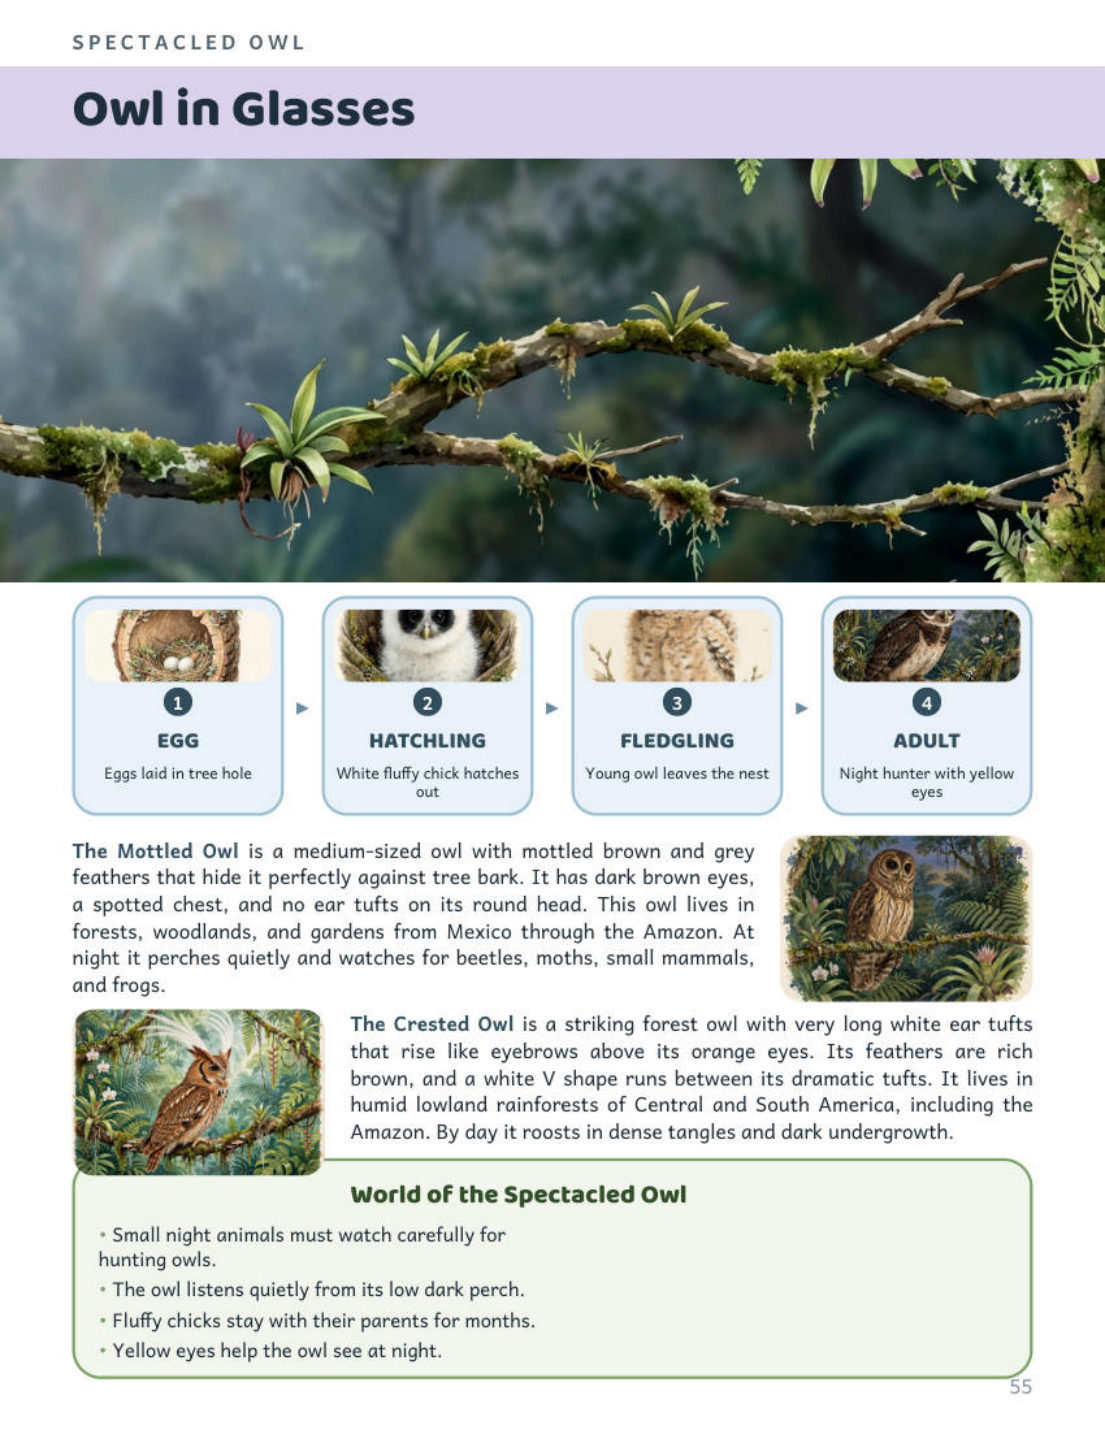 SPECTACLED OWL
Owl in Glasses
1
EGG
Eggs laid in tree hole
2
HATCHLING
White fluffy chick hatches
out
3
FLEDGLING
Young owl leaves the nest
4
ADULT
Night hunter with yellow
eyes
The Mottled Owl is a medium-sized owl with mottled brown and grey
feathers that hide it perfectly against tree bark. It has dark brown eyes,
a spotted chest, and no ear tufts on its round head. This owl lives in
forests, woodlands, and gardens from Mexico through the Amazon. At
night it perches quietly and watches for beetles, moths, small mammals,
and frogs.
The Crested Owl is a striking forest owl with very long white ear tufts
that rise like eyebrows above its orange eyes. Its feathers are rich
brown, and a white V shape runs between its dramatic tufts. It lives in
humid lowland rainforests of Central and South America, including the
Amazon. By day it roosts in dense tangles and dark undergrowth.
World of the Spectacled Owl
• Small night animals must watch carefully for
hunting owls.
• The owl listens quietly from its low dark perch.
• Fluffy chicks stay with their parents for months.
• Yellow eyes help the owl see at night.
55